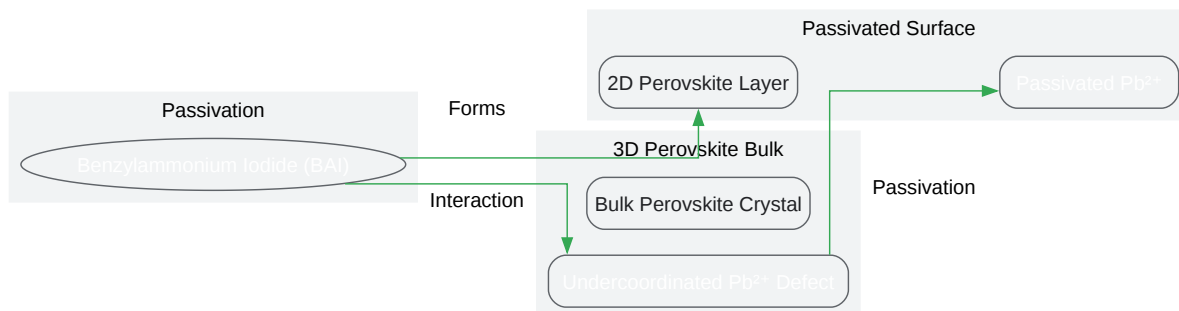 Passivated Surface
2D Perovskite Layer
Passivated Pb²⁺
Passivation
Forms
Benzylammonium Iodide (BAI)
3D Perovskite Bulk
Interaction
Bulk Perovskite Crystal
Passivation
Undercoordinated Pb²⁺ Defect